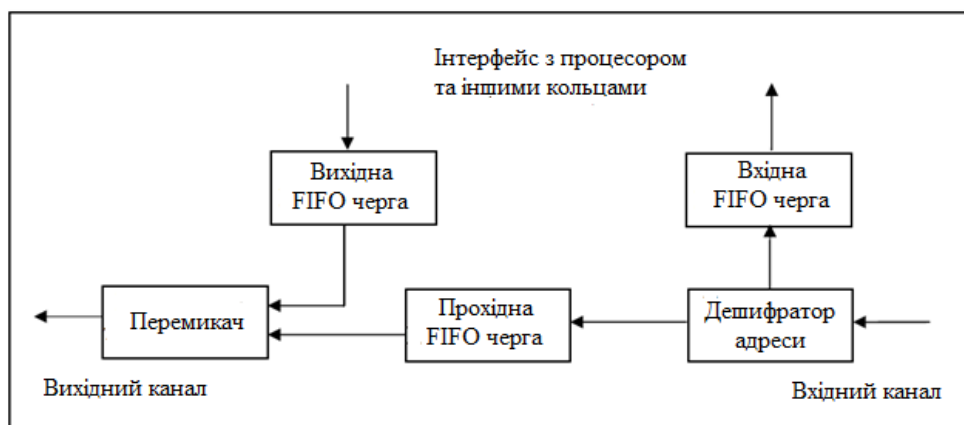 Інтерфейс з процесором
та іншими кольцами
Вихідна
FIFO черга
Вхідна
FIFO черга
Перемикач
Прохідна
FIFO черга
Дешифратор
адреси
Вихідний канал
Вхідний канал